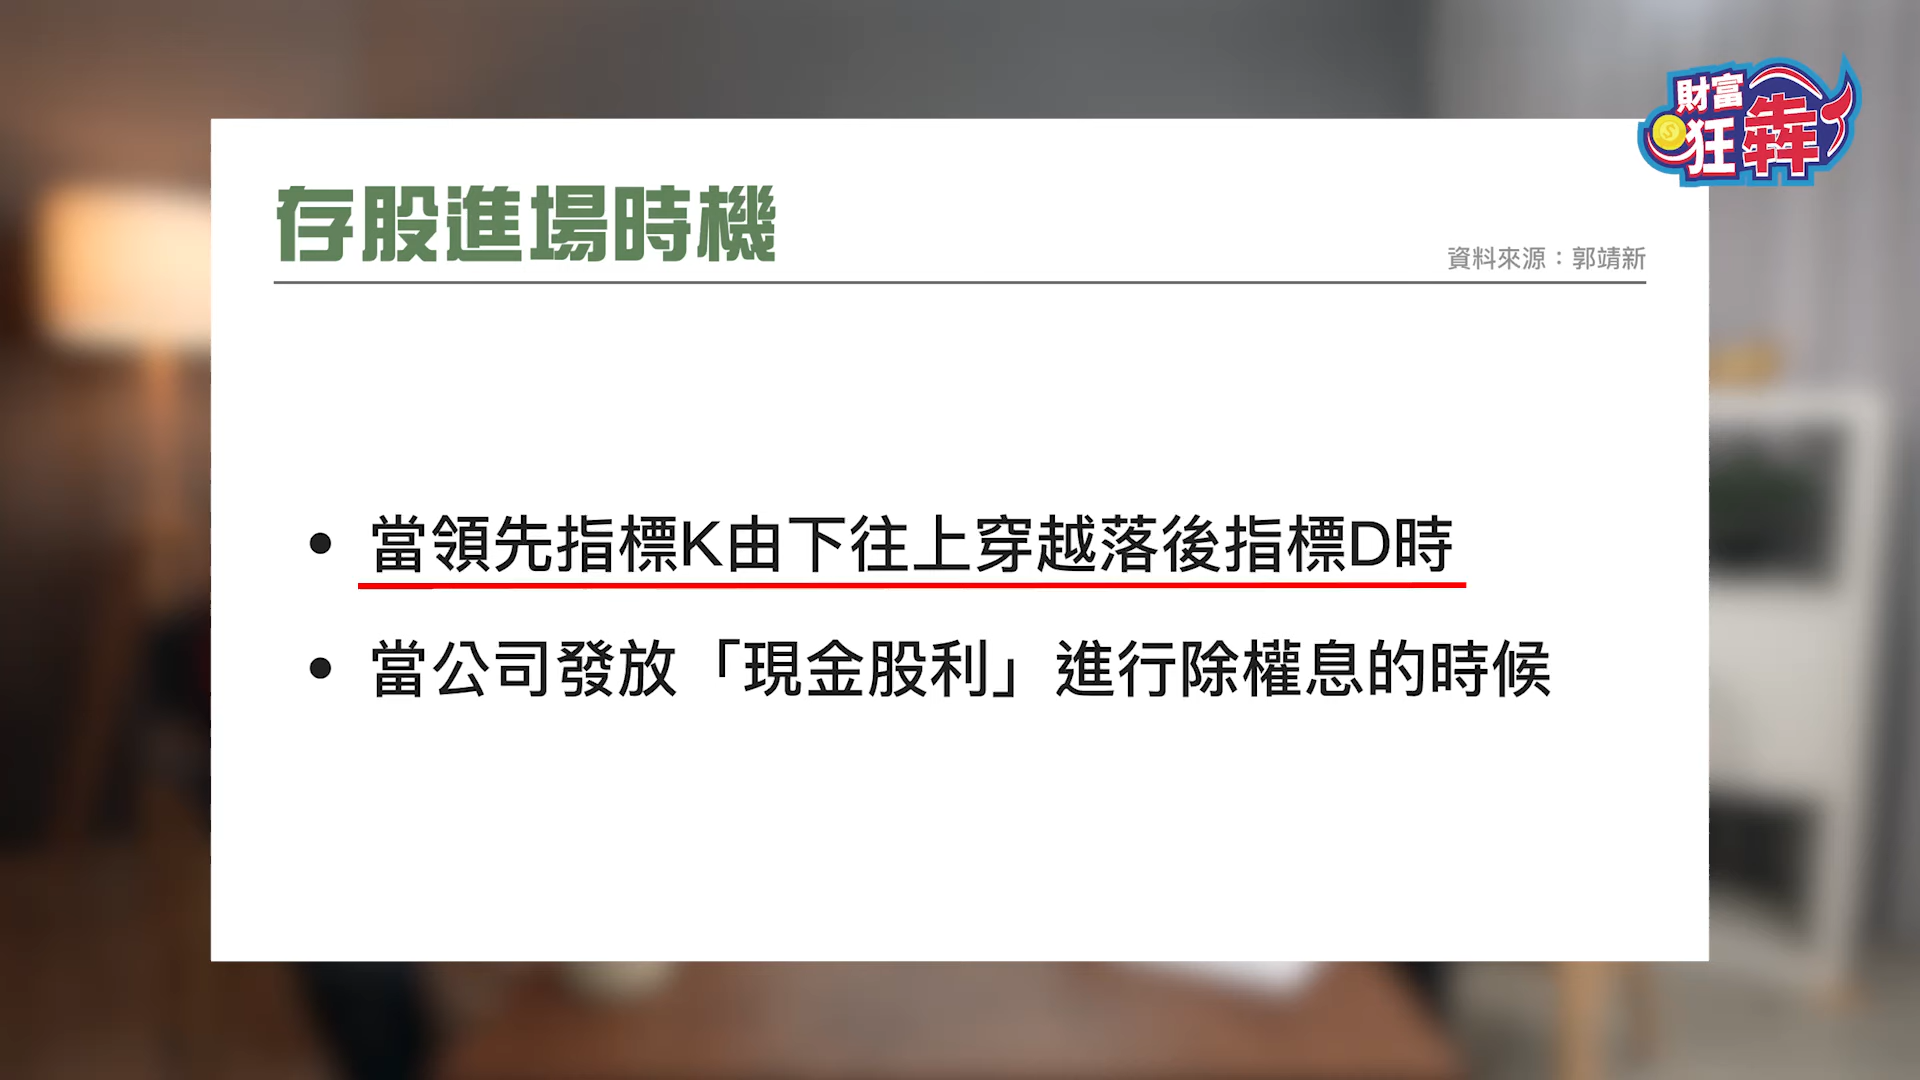 財富
狂犇
存股進場時機
資料來源：郭靖新
• 當領先指標K由下往上穿越落後指標D時
• 當公司發放「現金股利」進行除權息的時候